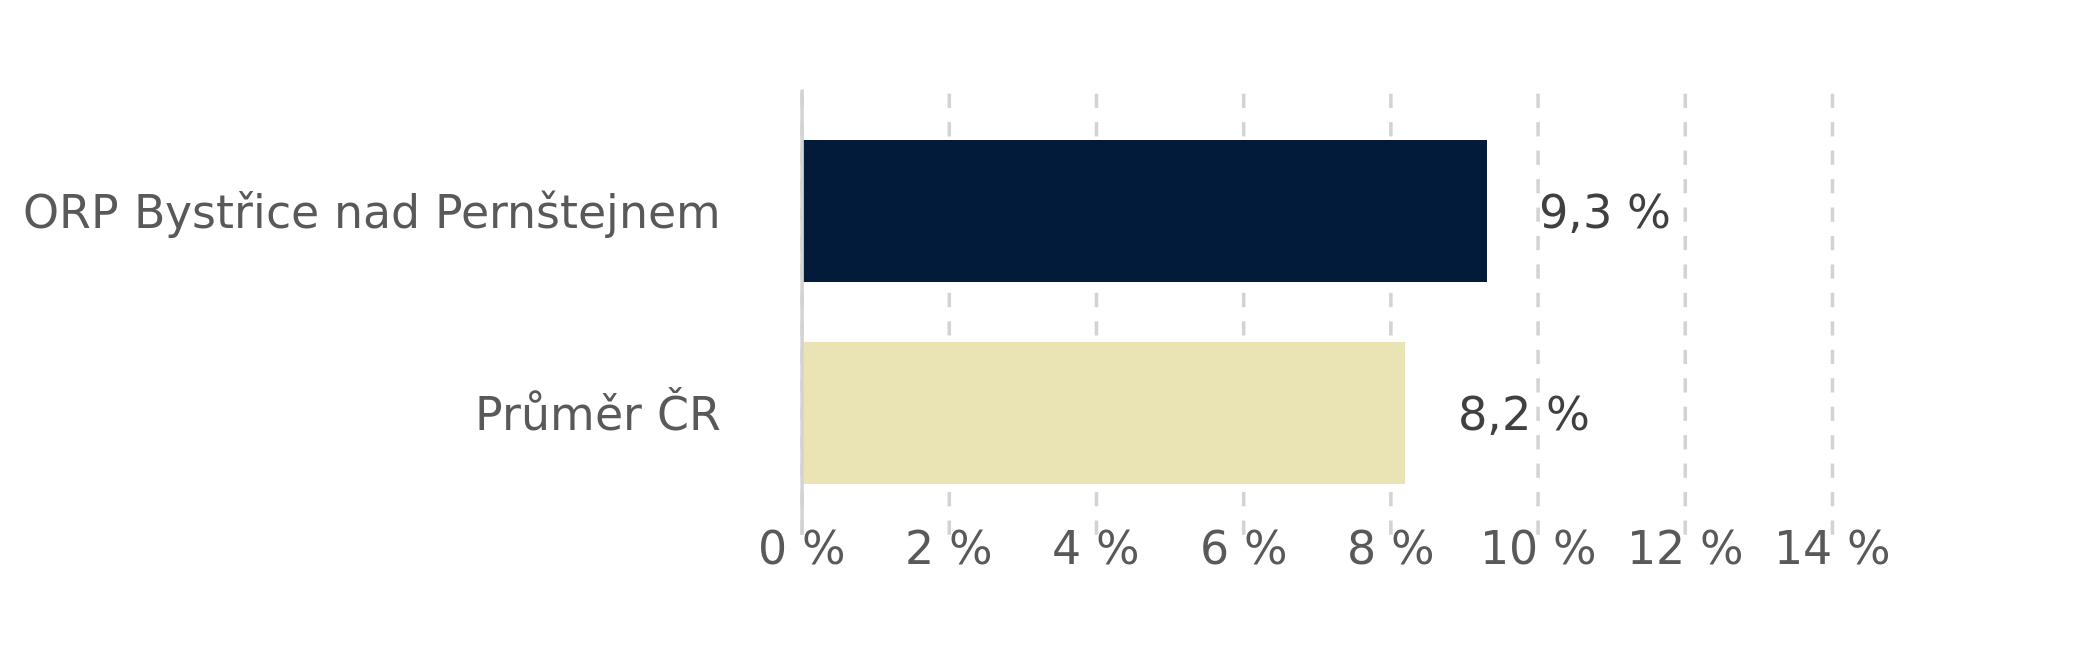 ORP Bystřice nad Pernštejnem 9,3 %
Průměr ČR 8,2 %
0 % 2 % 4 % 6 % 8 % 10 % 12 % 14 %